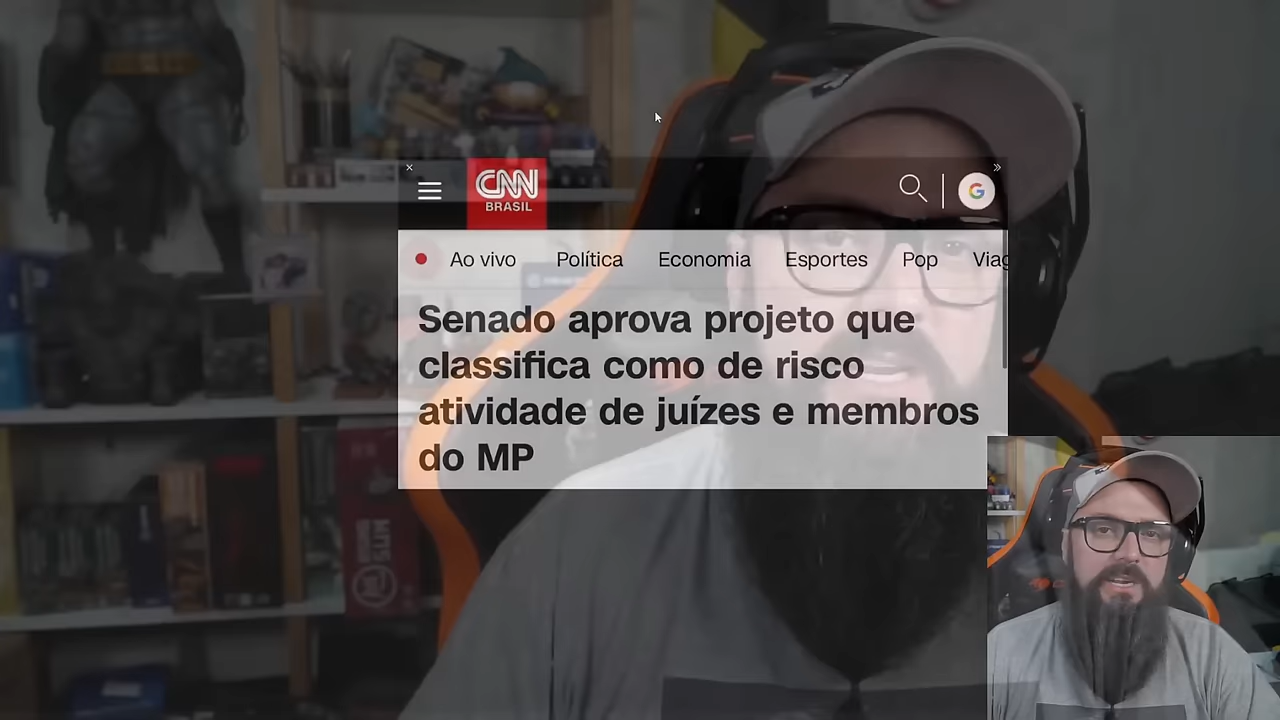 CNN
BRASIL
Ao vivo Política Economia Esportes Pop Viag
Senado aprova projeto que
classifica como de risco
atividade de juízes e membros
do MP